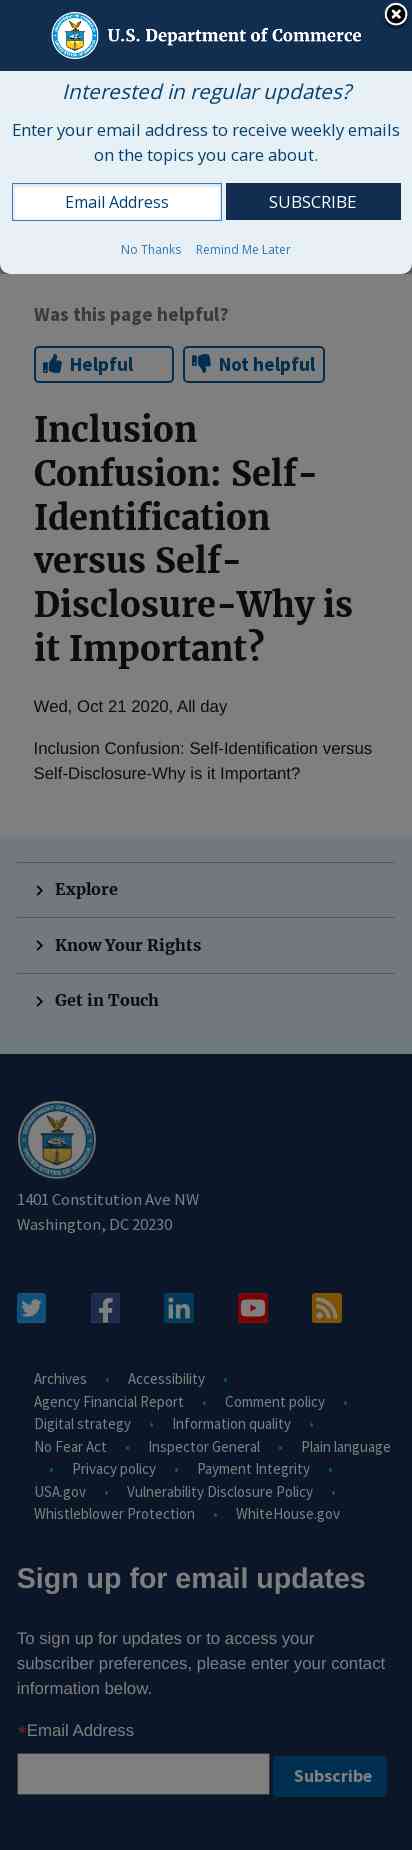 U.S. Department of Commerce
Interested in regular updates?
Enter your email address to receive weekly emails
on the topics you care about.
Email Address
SUBSCRIBE
No Thanks
Remind Me Later
Was this page helpful?
Helpful
Not helpful
Inclusion
Confusion: Self-
Identification
versus Self-
Disclosure-Why is
it Important?
Wed, Oct 21 2020, All day
Inclusion Confusion: Self-Identification versus
Self-Disclosure-Why is it Important?
Explore
Know Your Rights
Get in Touch
1401 Constitution Ave NW
Washington, DC 20230
Archives • Accessibility •
Agency Financial Report • Comment policy •
Digital strategy • Information quality •
No Fear Act • Inspector General • Plain language
• Privacy policy • Payment Integrity •
USA.gov • Vulnerability Disclosure Policy •
Whistleblower Protection • WhiteHouse.gov
Sign up for email updates
To sign up for updates or to access your
subscriber preferences, please enter your contact
information below.
*Email Address
Subscribe